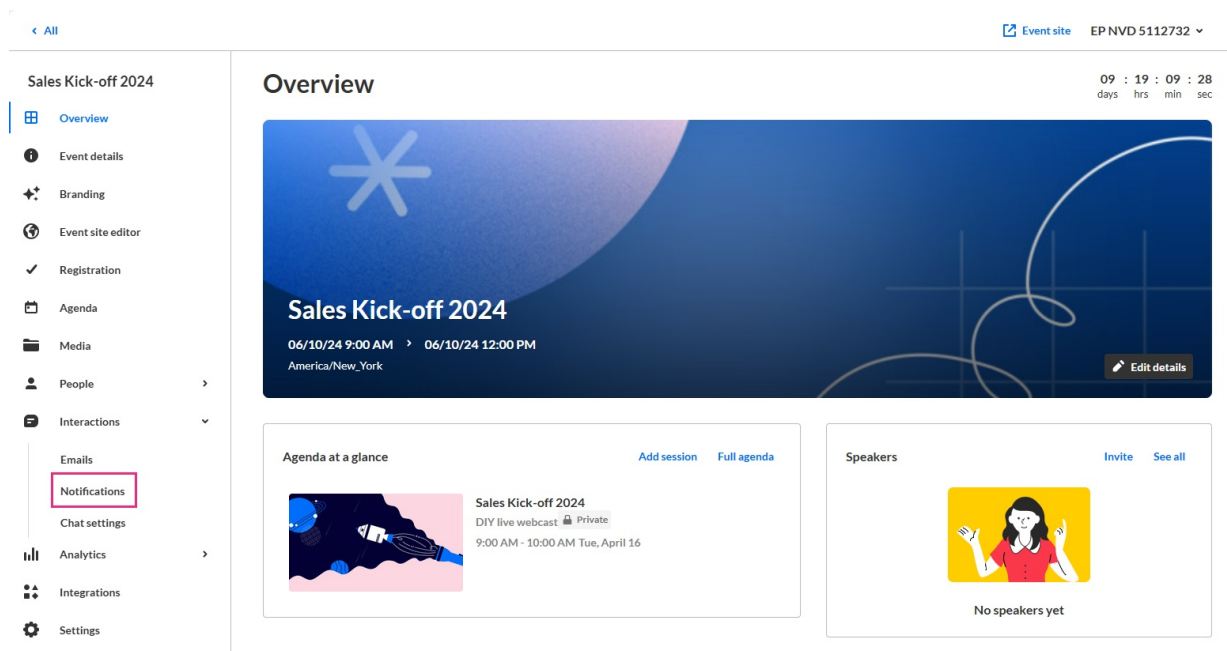 All
Event site
EP NVD 5112732
Sales Kick-off 2024
Overview
Event details
Branding
Event site editor
Registration
Agenda
Media
People
Interactions
Emails
Notifications
Chat settings
Analytics
Integrations
Settings
Overview
09 : 19 : 09 : 28
days hrs min sec
Sales Kick-off 2024
06/10/24 9:00 AM > 06/10/24 12:00 PM
America/New_York
Edit details
Agenda at a glance
Add session
Full agenda
Sales Kick-off 2024
DIY live webcast Private
9:00 AM - 10:00 AM Tue, April 16
Speakers
Invite
See all
No speakers yet